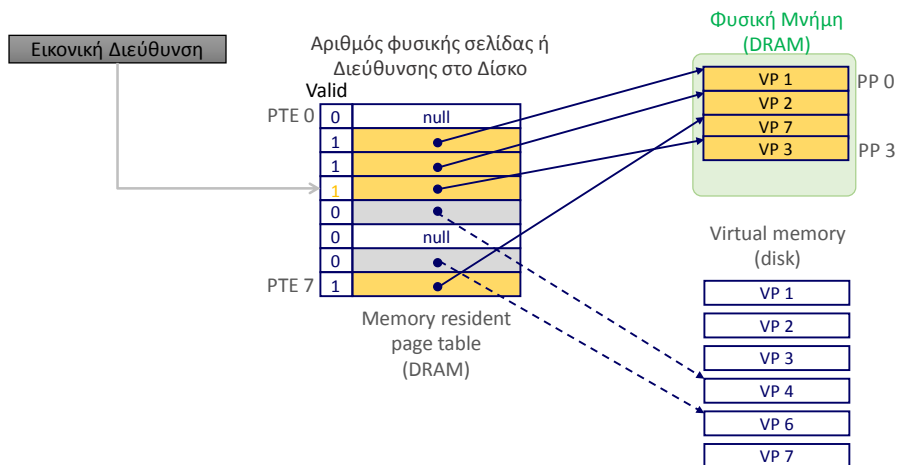 Εικονική Διεύθυνση
Αριθμός φυσικής σελίδας ή
Διεύθυνσης στο Δίσκο
Valid
PTE 0
0
null
1
1
1
0
0
null
0
PTE 7
1
Memory resident
page table
(DRAM)
Φυσική Μνήμη
(DRAM)
VP 1
PP 0
VP 2
VP 7
VP 3
PP 3
Virtual memory
(disk)
VP 1
VP 2
VP 3
VP 4
VP 6
VP 7